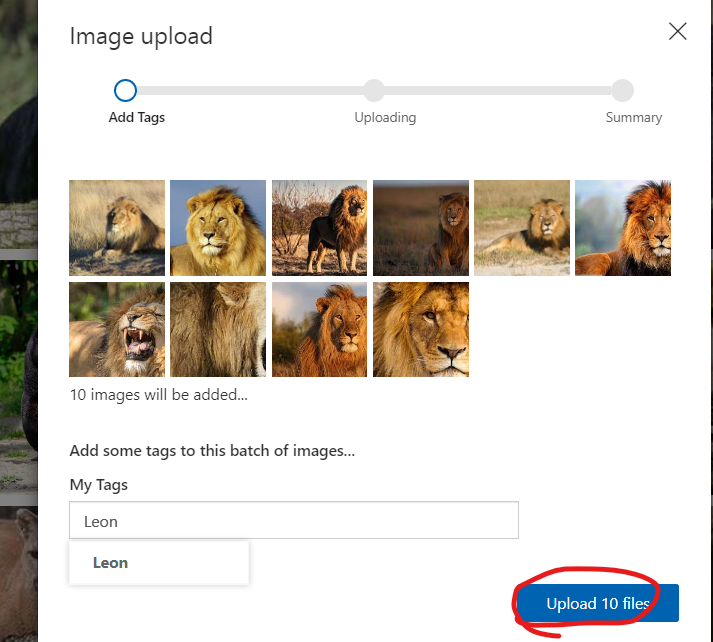 Image upload
Add Tags
Uploading
Summary
10 images will be added...
Add some tags to this batch of images...
My Tags
Leon
Leon
Upload 10 files